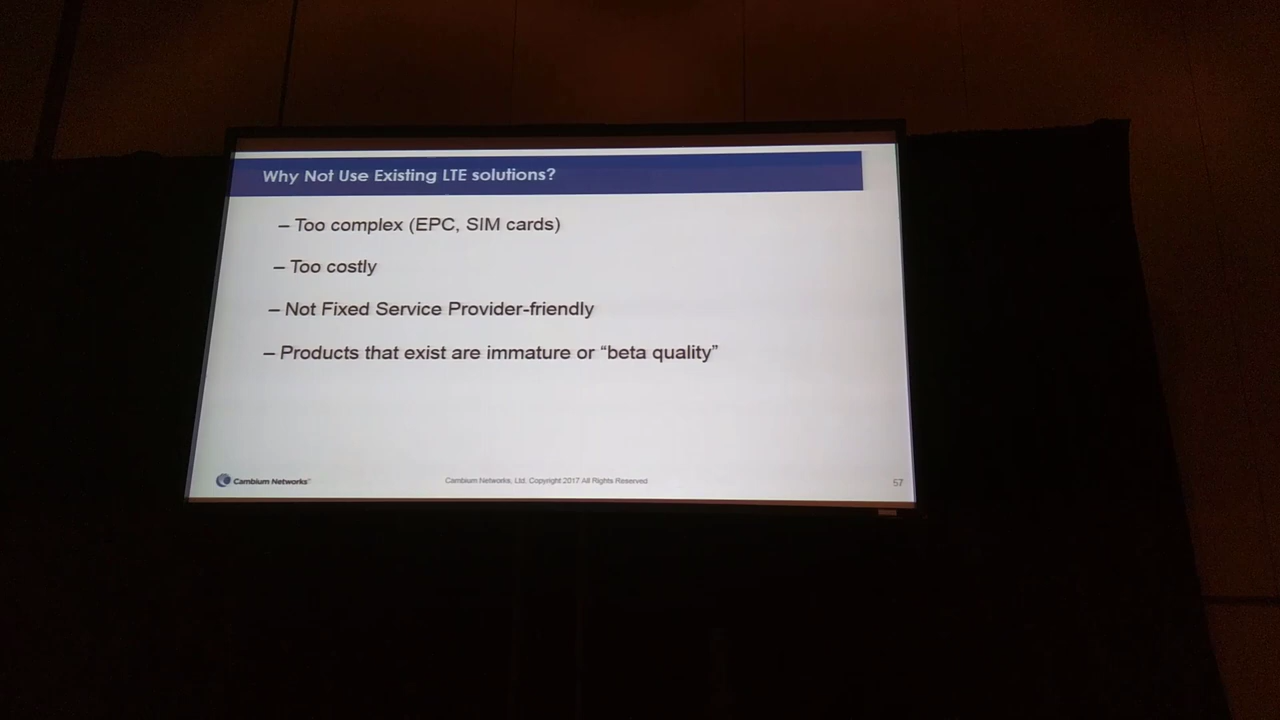 Why Not Use Existing LTE solutions?
– Too complex (EPC, SIM cards)
– Too costly
– Not Fixed Service Provider-friendly
– Products that exist are immature or “beta quality”
Cambium Networks™
Cambium Networks, Ltd. Copyright 2017 All Rights Reserved
57